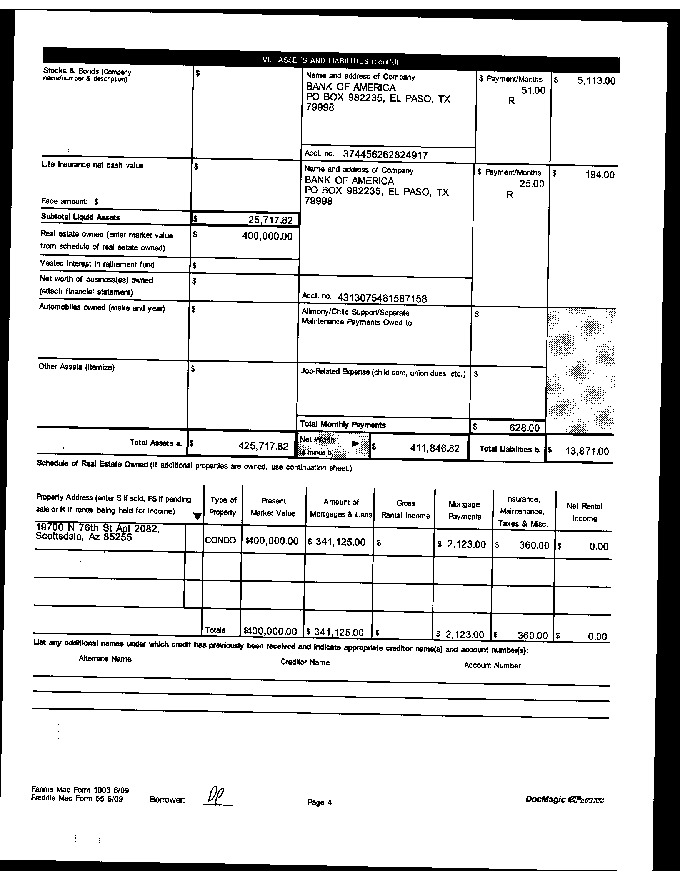 VI. ASSETS AND LIABILITIES (cont'd)
Stocks & Bonds (Company
name/number & description)
$
Name and address of Company
BANK OF AMERICA
PO BOX 982235, EL PASO, TX
79998
$ Payment/Months
51.00
R
$ 5,113.00
Acct. no. 374456262824917
Life insurance net cash value
$
Face amount: $
Name and address of Company
BANK OF AMERICA
PO BOX 982235, EL PASO, TX
79998
$ Payment/Months
25.00
R
$ 194.00
Subtotal Liquid Assets
$ 25,717.82
Real estate owned (enter market value
from schedule of real estate owned)
$ 400,000.00
Vested interest in retirement fund
$
Net worth of business(es) owned
(attach financial statement)
$
Acct. no. 4313075481587158
Automobiles owned (make and year)
$
Alimony/Child Support/Separate
Maintenance Payments Owed to
$
Other Assets (itemize)
$
Job-Related Expense (child care, union dues, etc.)
$
Total Monthly Payments
$ 628.00
Total Assets a. $ 425,717.82
Net Worth
(a minus b)
$ 411,846.82
Total Liabilities b. $ 13,871.00
Schedule of Real Estate Owned (if additional properties are owned, use continuation sheet.)
Property Address (enter S if sold, PS if pending
sale or R if rental being held for income)
Type of
Property
Present
Market Value
Amount of
Mortgages & Liens
Gross
Rental Income
Mortgage
Payments
Insurance,
Maintenance,
Taxes & Misc.
Net Rental
Income
19700 N 76th St Apt 2082,
Scottsdale, Az 85255
CONDO $400,000.00 $ 341,125.00 $ $ 2,123.00 $ 360.00 $ 0.00
Totals $400,000.00 $ 341,125.00 $ $ 2,123.00 $ 360.00 $ 0.00
List any additional names under which credit has previously been received and indicate appropriate creditor name(s) and account number(s):
Alternate Name Creditor Name Account Number
Fannie Mae Form 1003 6/09
Freddie Mac Form 65 6/09
Borrower: DP
Page 4
DocMagic